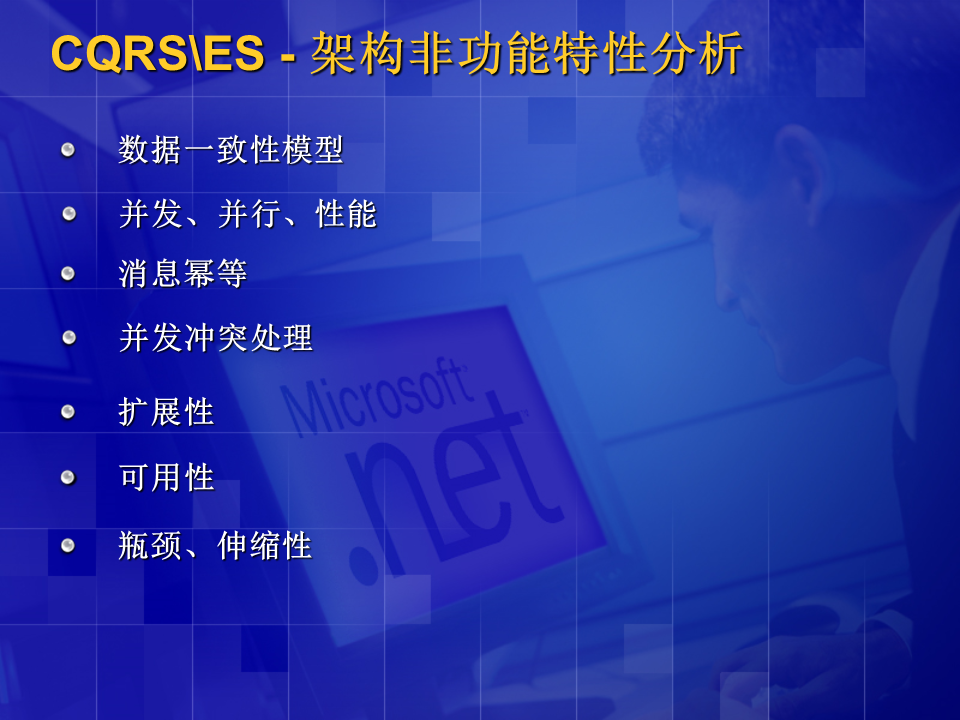 CQRS\ES - 架构非功能特性分析
数据一致性模型
并发、并行、性能
消息幂等
并发冲突处理
扩展性
可用性
瓶颈、伸缩性
Microsoft
.net